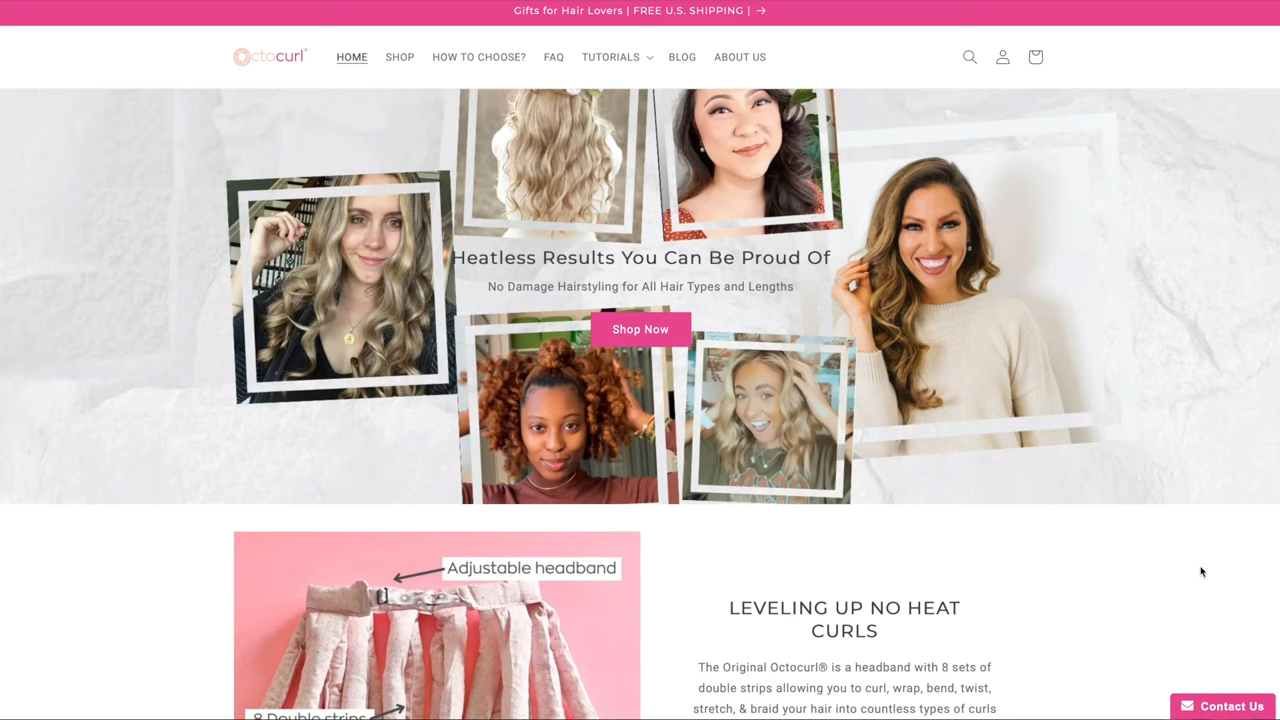 Gifts for Hair Lovers | FREE U.S. SHIPPING |
Octocurl®
HOME
SHOP
HOW TO CHOOSE?
FAQ
TUTORIALS
BLOG
ABOUT US
Heatless Results You Can Be Proud Of
No Damage Hairstyling for All Hair Types and Lengths
Shop Now
Adjustable headband
8 Double strips
LEVELING UP NO HEAT
CURLS
The Original Octocurl® is a headband with 8 sets of
double strips allowing you to curl, wrap, bend, twist,
stretch, & braid your hair into countless types of curls
Contact Us